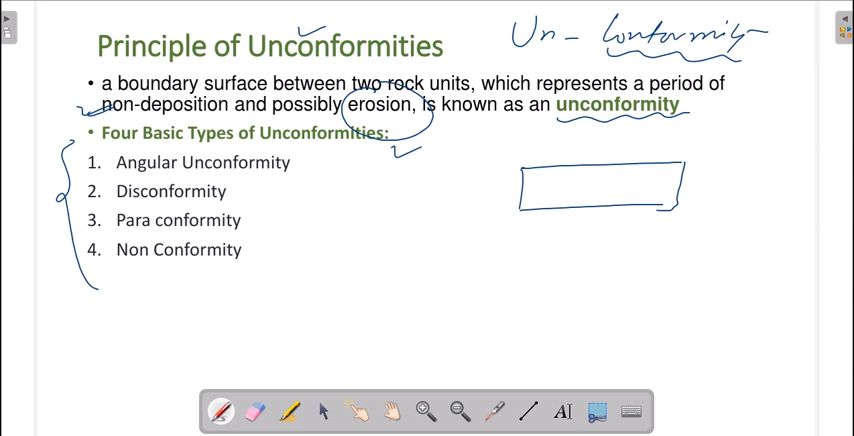 Un - Conformity
Principle of Unconformities
• a boundary surface between two rock units, which represents a period of
non-deposition and possibly erosion, is known as an unconformity
• Four Basic Types of Unconformities:
1. Angular Unconformity
2. Disconformity
3. Para conformity
4. Non Conformity